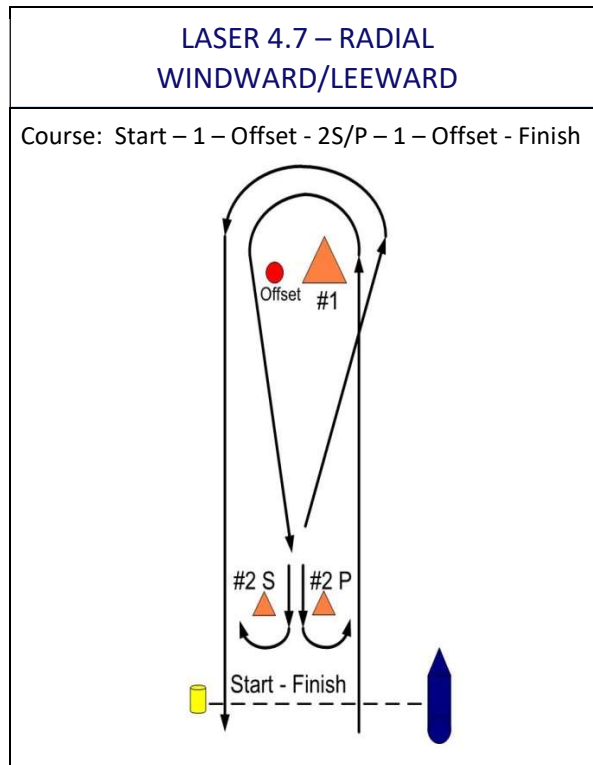 LASER 4.7 – RADIAL
WINDWARD/LEEWARD
Course:  Start – 1 – Offset - 2S/P – 1 – Offset - Finish
Offset
#1
#2 S
#2 P
Start - Finish